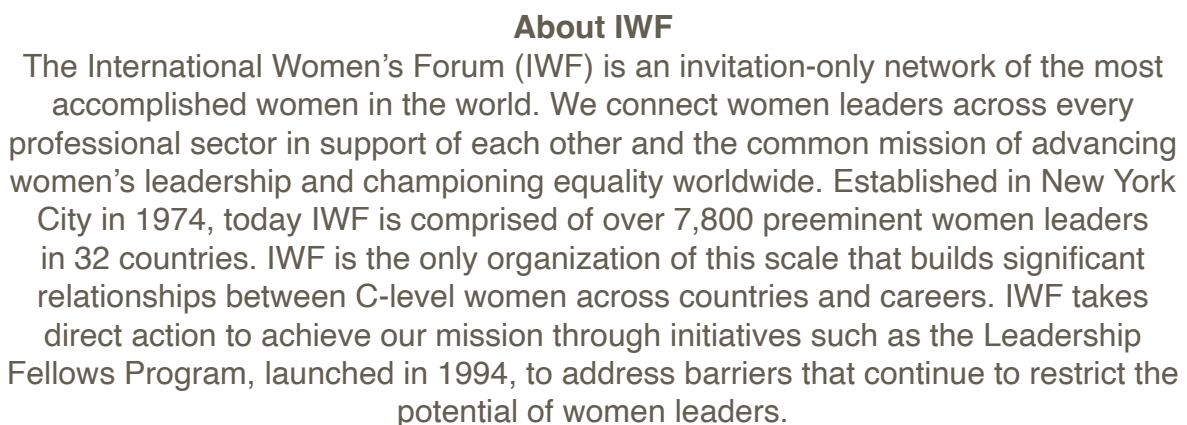 About IWF
The International Women’s Forum (IWF) is an invitation-only network of the most
accomplished women in the world. We connect women leaders across every
professional sector in support of each other and the common mission of advancing
women’s leadership and championing equality worldwide. Established in New York
City in 1974, today IWF is comprised of over 7,800 preeminent women leaders
in 32 countries. IWF is the only organization of this scale that builds significant
relationships between C-level women across countries and careers. IWF takes
direct action to achieve our mission through initiatives such as the Leadership
Fellows Program, launched in 1994, to address barriers that continue to restrict the
potential of women leaders.